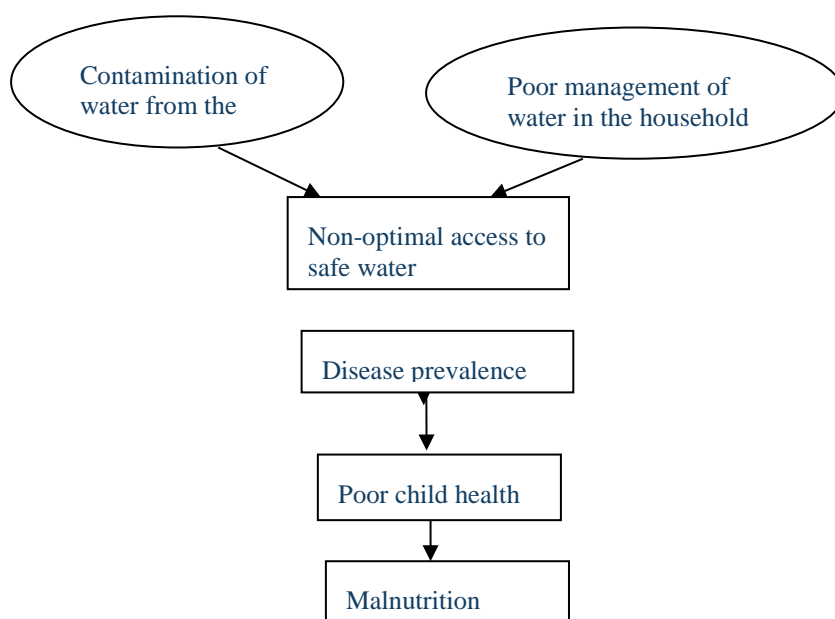 Contamination of
water from the
Poor management of
water in the household
Non-optimal access to
safe water
Disease prevalence
Poor child health
Malnutrition